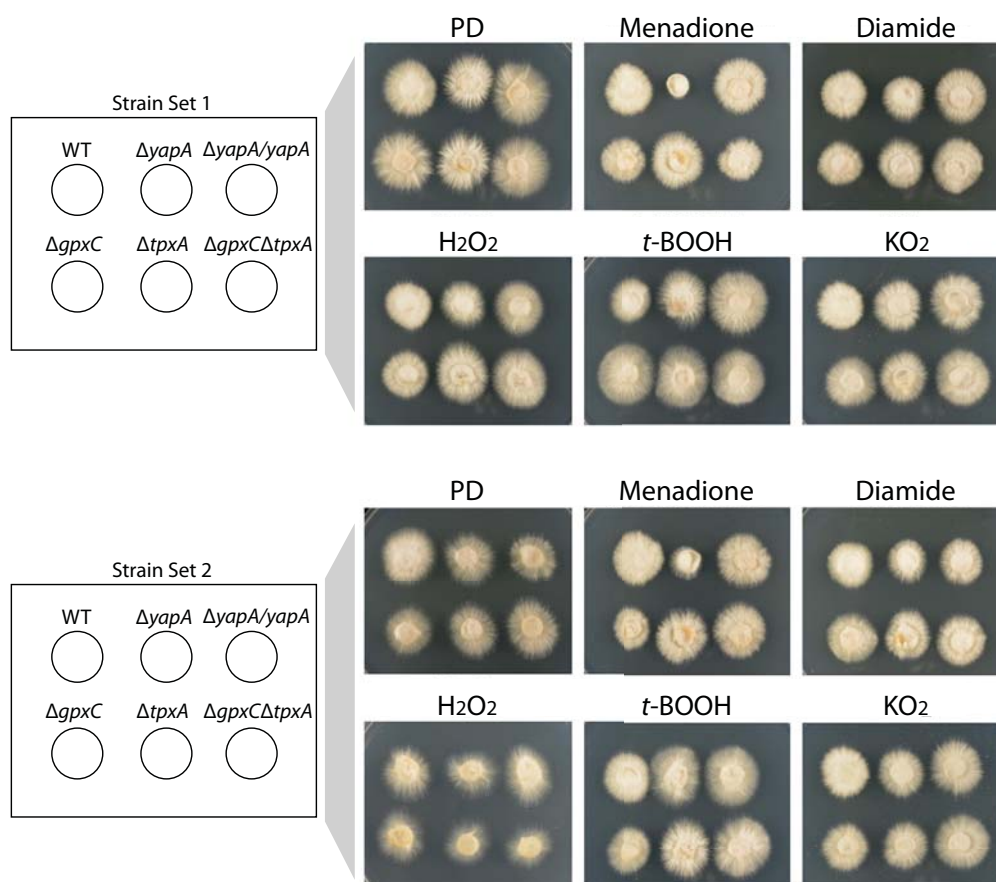 PD Menadione Diamide
Strain Set 1
WT ΔyapA ΔyapA/yapA
ΔgpxC ΔtpxA ΔgpxCΔtpxA
H2O2 t-BOOH KO2
PD Menadione Diamide
Strain Set 2
WT ΔyapA ΔyapA/yapA
ΔgpxC ΔtpxA ΔgpxCΔtpxA
H2O2 t-BOOH KO2